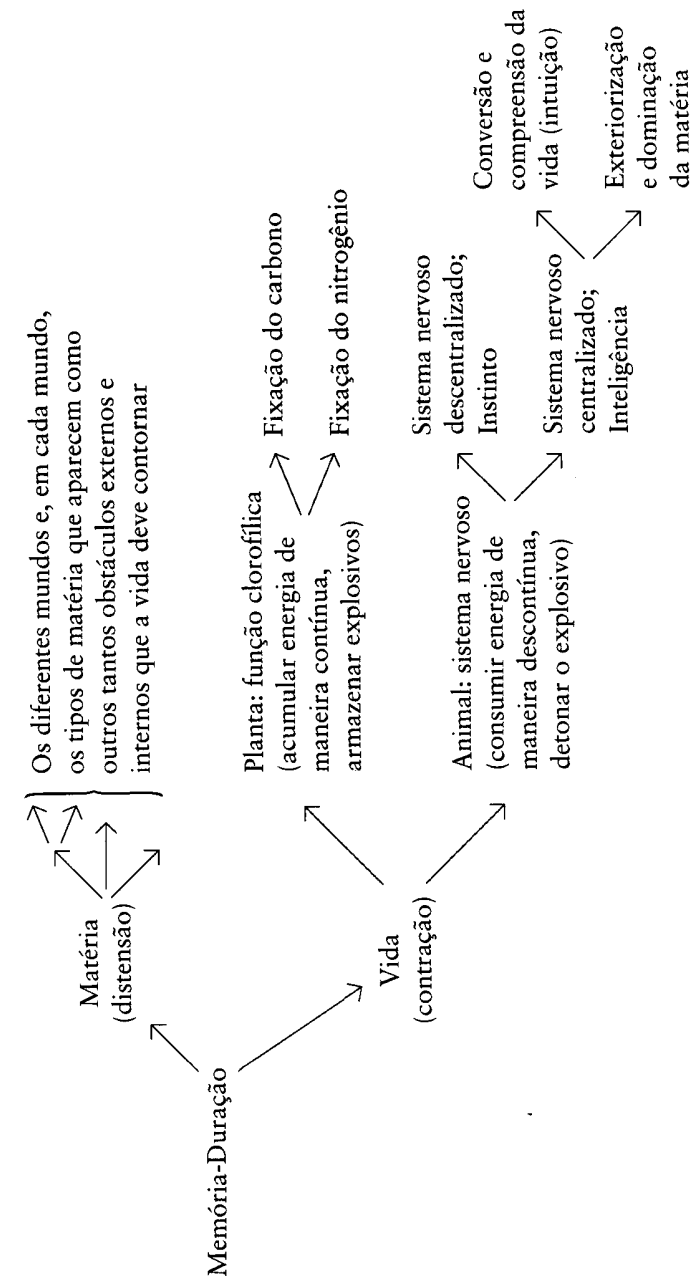 Memória-Duração
Matéria
(distensão)
Os diferentes mundos e, em cada mundo,
os tipos de matéria que aparecem como
outros tantos obstáculos externos e
internos que a vida deve contornar
Vida
(contração)
Planta: função clorofílica
(acumular energia de
maneira contínua,
armazenar explosivos)
Fixação do carbono
Fixação do nitrogênio
Animal: sistema nervoso
(consumir energia de
maneira descontínua,
detonar o explosivo)
Sistema nervoso
descentralizado;
Instinto
Sistema nervoso
centralizado;
Inteligência
Conversão e
compreensão da
vida (intuição)
Exteriorização
e dominação
da matéria